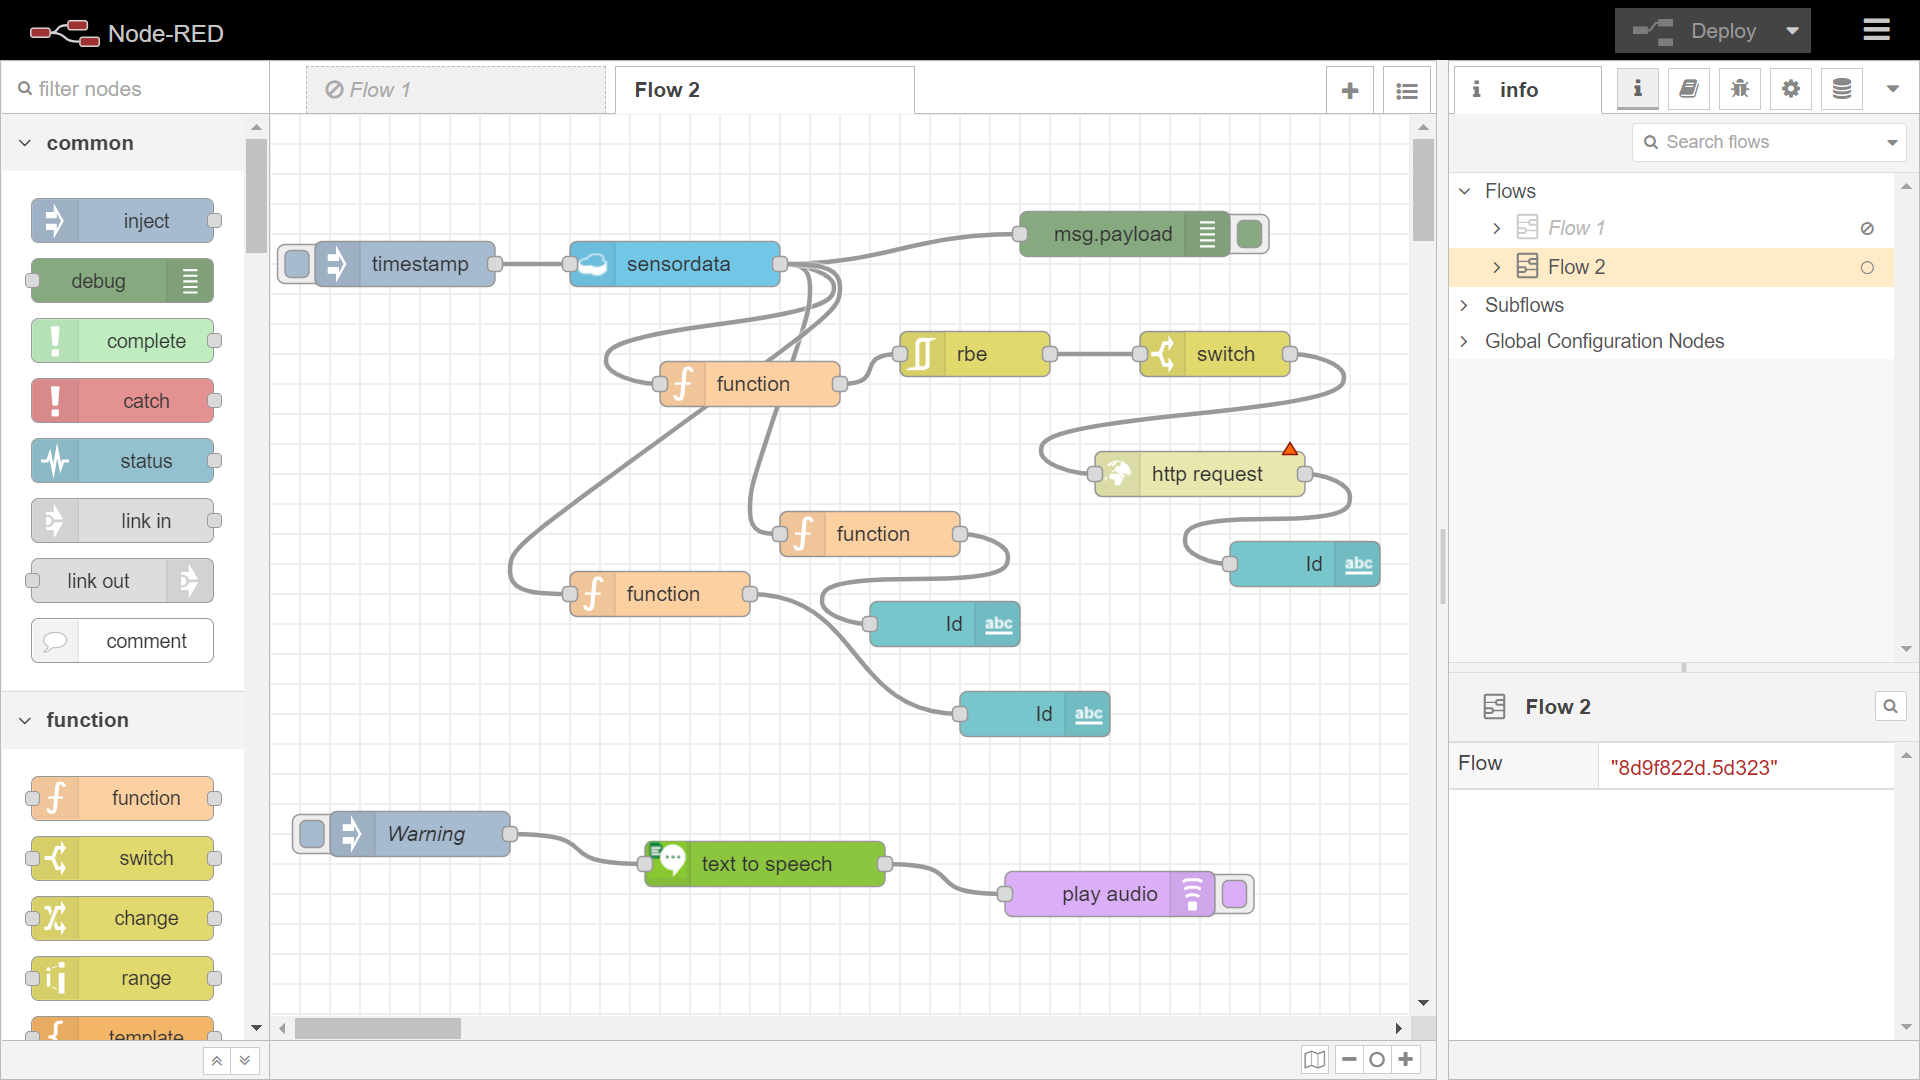 Node-RED
Deploy
filter nodes
common
inject
debug
complete
catch
status
link in
link out
comment
function
function
switch
change
range
template
Flow 1
Flow 2
timestamp
sensordata
msg.payload
function
rbe
switch
http request
Id abc
function
function
Id abc
Id abc
Warning
text to speech
play audio
info
Search flows
Flows
Flow 1
Flow 2
Subflows
Global Configuration Nodes
Flow 2
Flow "8d9f822d.5d323"